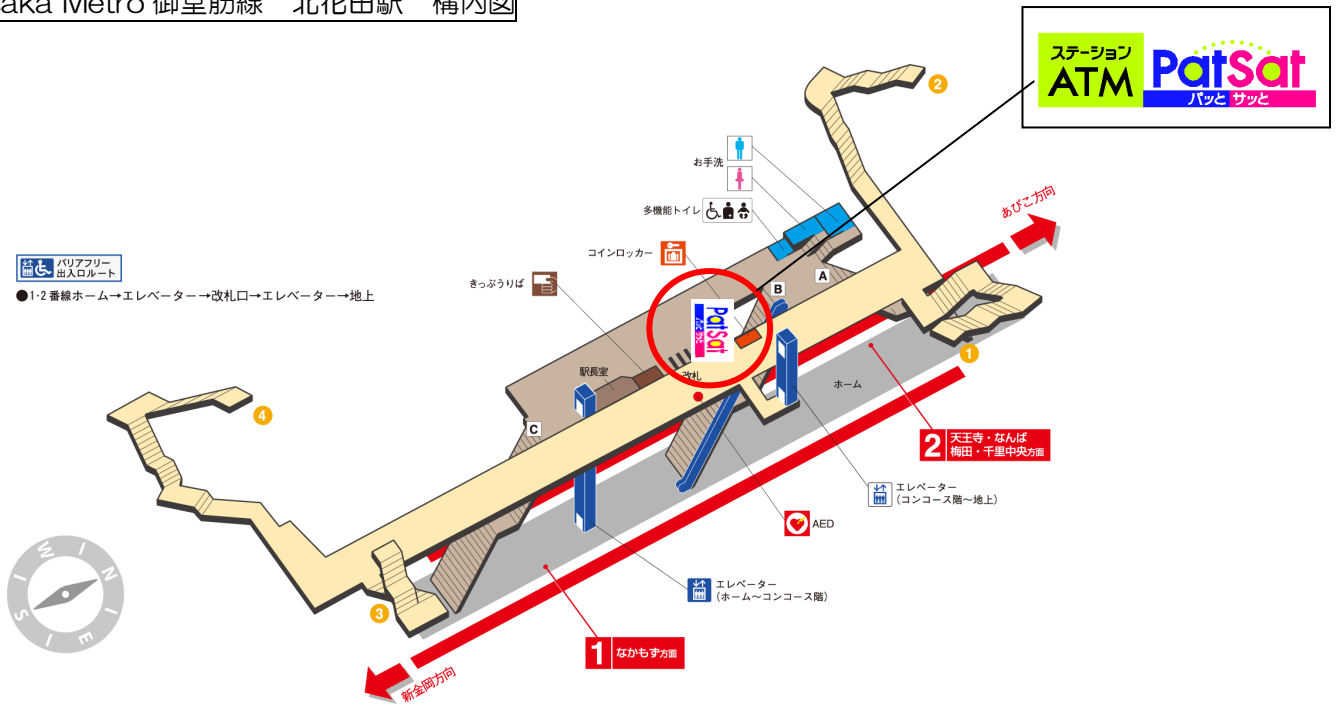 saka Metro 御堂筋線 北花田駅 構内図
ステーション
ATM
PatSat
パッと サッと
2
お手洗
多機能トイレ
あびこ方向
コインロッカー
バリアフリー
出入口ルート
きっぷうりば
●1・2番線ホーム→エレベーター→改札口→エレベーター→地上
A
B
PatSat
パッと サッと
駅長室
改札
ホーム
1
4
C
2 天王寺・なんば
梅田・千里中央方面
エレベーター
(コンコース階〜地上)
AED
W
N
E
S
エレベーター
(ホーム〜コンコース階)
3
1 なかもず方面
新金岡方向